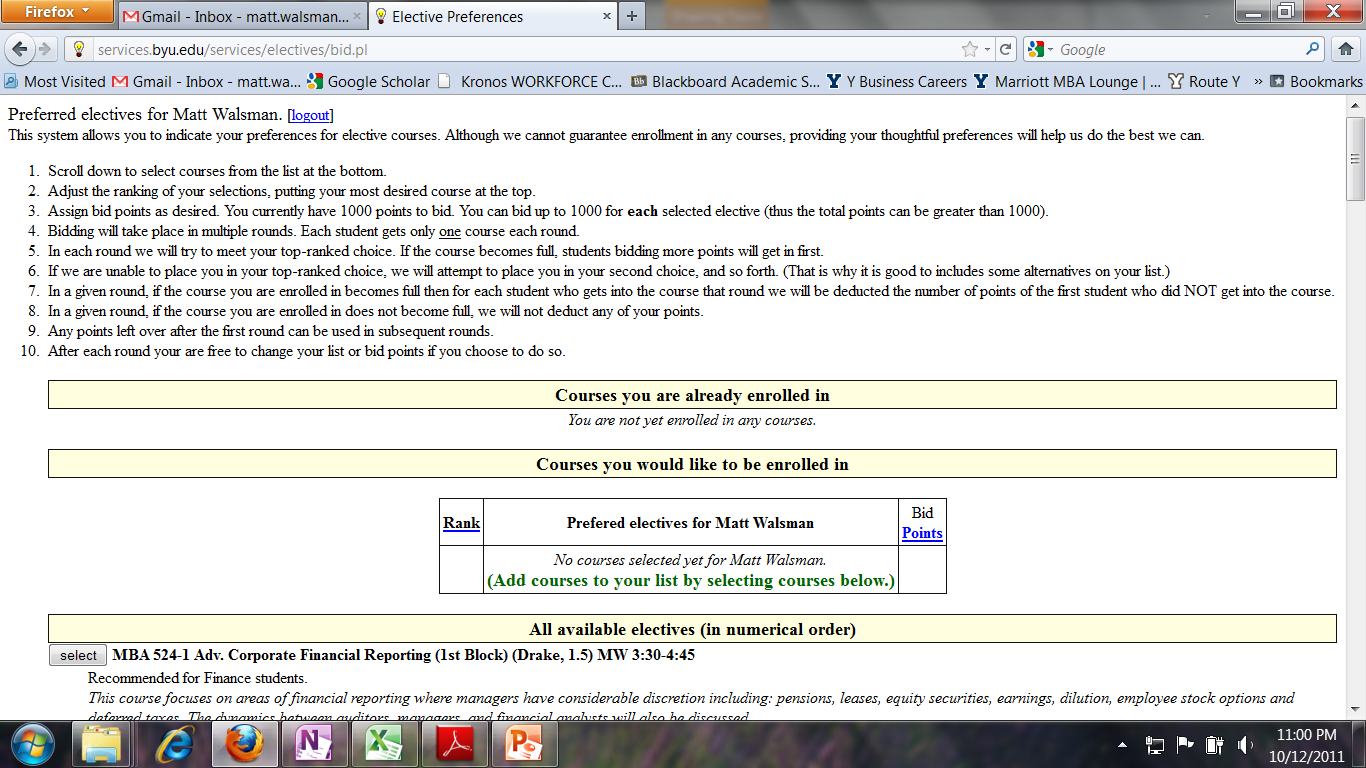 Firefox
Gmail - Inbox - matt.walsman...
Elective Preferences
services.byu.edu/services/electives/bid.pl
Google
Most Visited
Gmail - Inbox - matt.wa...
Google Scholar
Kronos WORKFORCE C...
Blackboard Academic S...
Y Business Careers
Marriott MBA Lounge | ...
Route Y
»
Bookmarks
Preferred electives for Matt Walsman. [logout]
This system allows you to indicate your preferences for elective courses. Although we cannot guarantee enrollment in any courses, providing your thoughtful preferences will help us do the best we can.
1. Scroll down to select courses from the list at the bottom.
2. Adjust the ranking of your selections, putting your most desired course at the top.
3. Assign bid points as desired. You currently have 1000 points to bid. You can bid up to 1000 for each selected elective (thus the total points can be greater than 1000).
4. Bidding will take place in multiple rounds. Each student gets only one course each round.
5. In each round we will try to meet your top-ranked choice. If the course becomes full, students bidding more points will get in first.
6. If we are unable to place you in your top-ranked choice, we will attempt to place you in your second choice, and so forth. (That is why it is good to includes some alternatives on your list.)
7. In a given round, if the course you are enrolled in becomes full then for each student who gets into the course that round we will be deducted the number of points of the first student who did NOT get into the course.
8. In a given round, if the course you are enrolled in does not become full, we will not deduct any of your points.
9. Any points left over after the first round can be used in subsequent rounds.
10. After each round your are free to change your list or bid points if you choose to do so.
Courses you are already enrolled in
You are not yet enrolled in any courses.
Courses you would like to be enrolled in
Rank
Prefered electives for Matt Walsman
Bid
Points
No courses selected yet for Matt Walsman.
(Add courses to your list by selecting courses below.)
All available electives (in numerical order)
select MBA 524-1 Adv. Corporate Financial Reporting (1st Block) (Drake, 1.5) MW 3:30-4:45
Recommended for Finance students.
This course focuses on areas of financial reporting where managers have considerable discretion including: pensions, leases, equity securities, earnings, dilution, employee stock options and
deferred taxes. The dynamics between auditors, managers, and financial analysts will also be discussed.
11:00 PM
10/12/2011